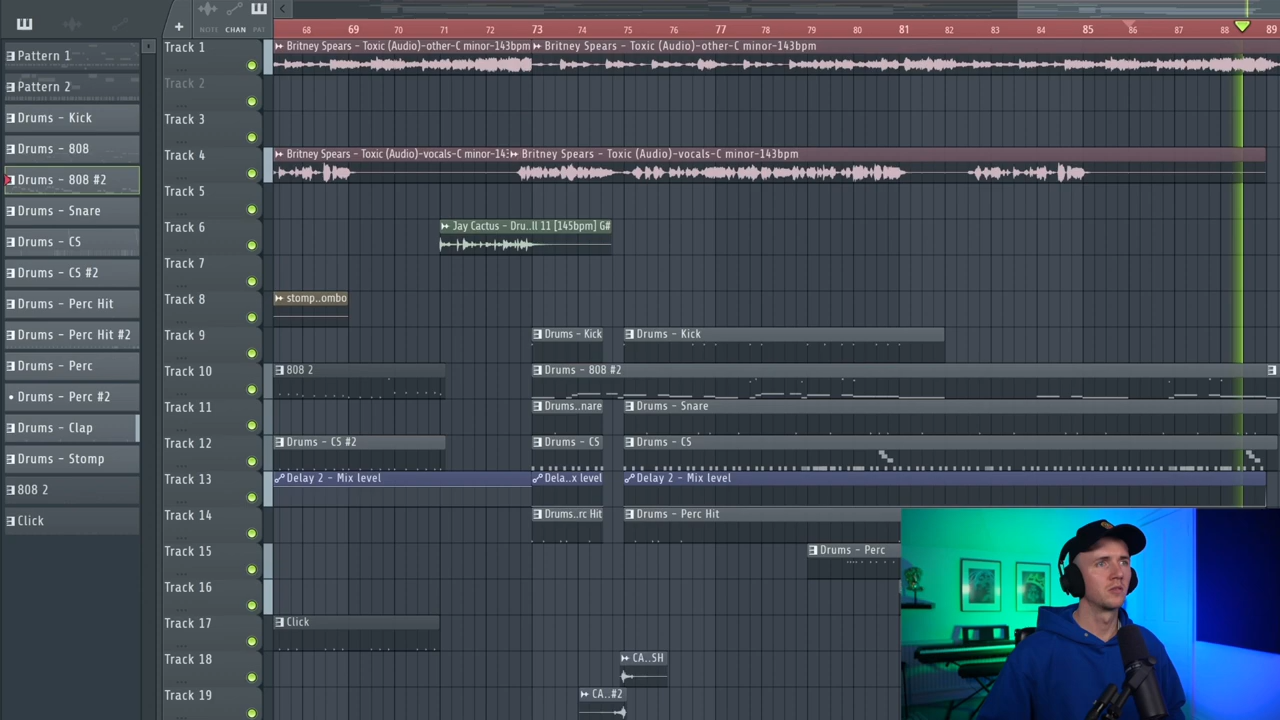 NOTE CHAN PAT
68 69 70 71 72 73 74 75 76 77 78 79 80 81 82 83 84 85 86 87 88 89
Pattern 1
Pattern 2
Drums - Kick
Drums - 808
Drums - 808 #2
Drums - Snare
Drums - CS
Drums - CS #2
Drums - Perc Hit
Drums - Perc Hit #2
Drums - Perc
Drums - Perc #2
Drums - Clap
Drums - Stomp
808 2
Click
Track 1
Britney Spears - Toxic (Audio)-other-C minor-143bpm
Britney Spears - Toxic (Audio)-other-C minor-143bpm
Track 2
Track 3
Track 4
Britney Spears - Toxic (Audio)-vocals-C minor-143
Britney Spears - Toxic (Audio)-vocals-C minor-143bpm
Track 5
Track 6
Jay Cactus - Dru..ll 11 [145bpm] G#
Track 7
Track 8
stomp..ombo
Track 9
Drums - Kick
Drums - Kick
Track 10
808 2
Drums - 808 #2
Track 11
Drums..nare
Drums - Snare
Track 12
Drums - CS #2
Drums - CS
Drums - CS
Track 13
Delay 2 - Mix level
Dela..x level
Delay 2 - Mix level
Track 14
Drums..rc Hit
Drums - Perc Hit
Track 15
Drums - Perc
Track 16
Track 17
Click
Track 18
CA..SH
Track 19
CA..#2